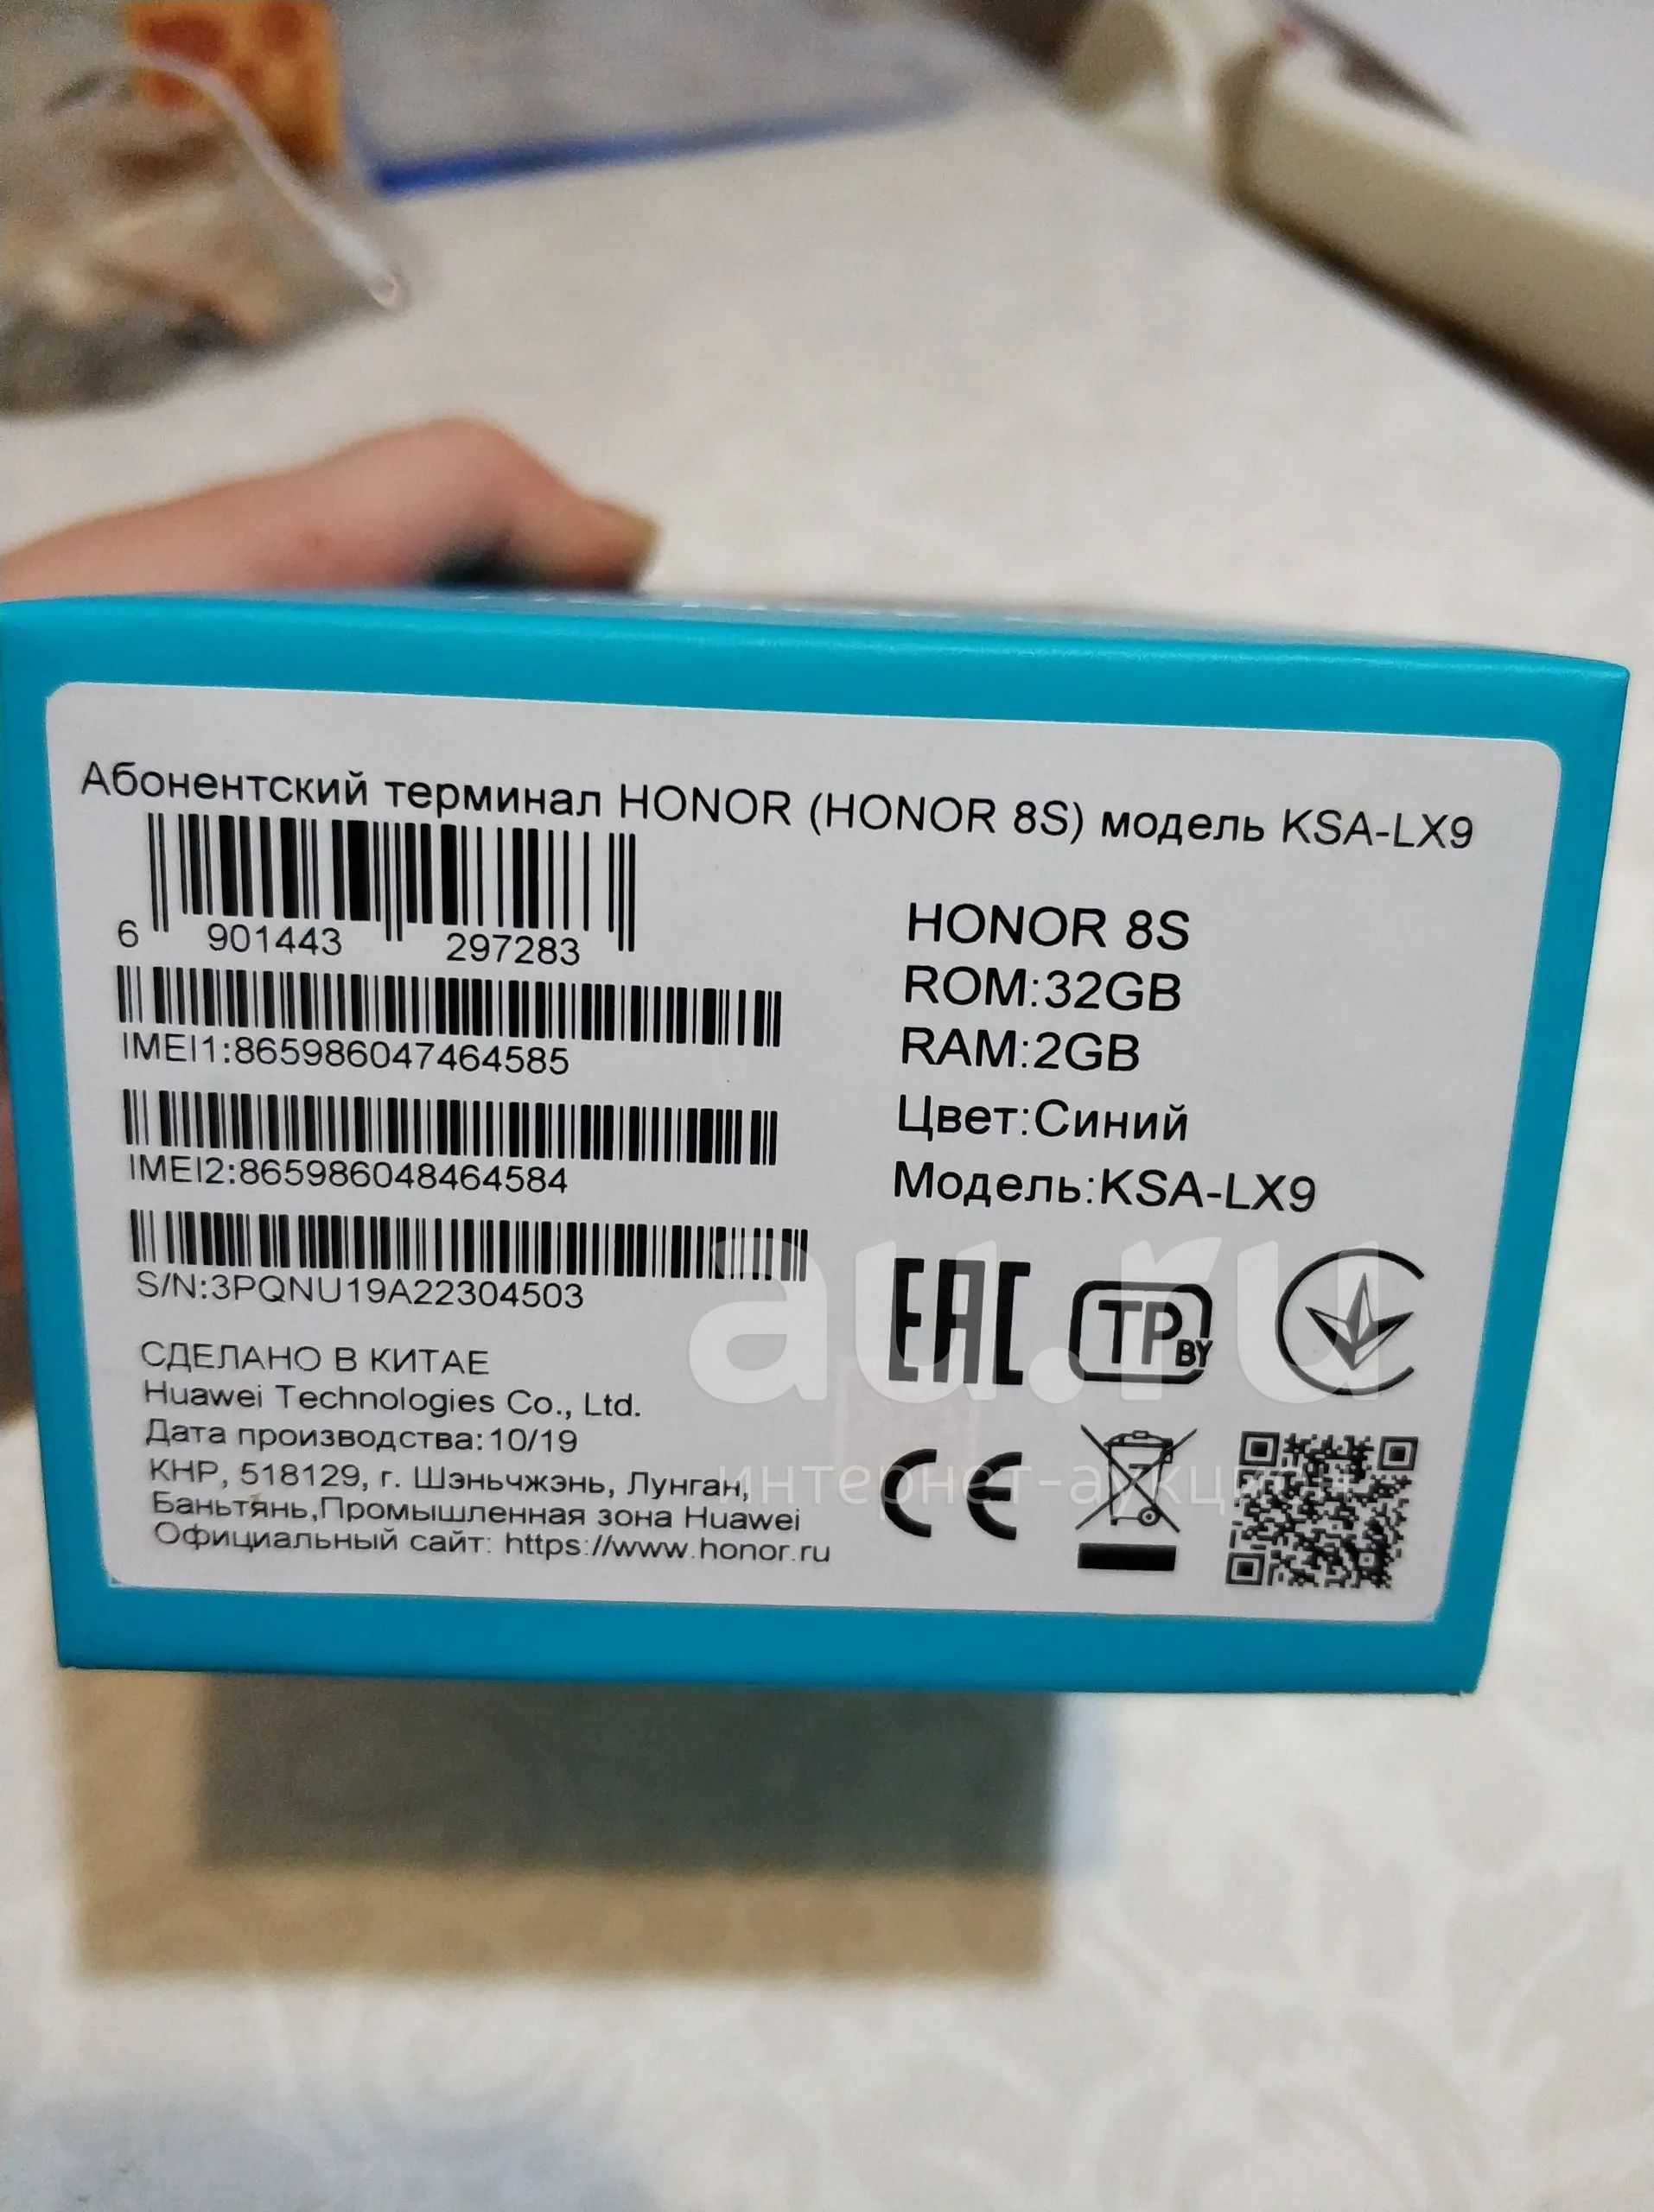 Абонентский терминал HONOR (HONOR 8S) модель KSA-LX9
6 901443 297283
IMEI1:865986047464585
IMEI2:865986048464584
S/N:3PQNU19A22304503
СДЕЛАНО В КИТАЕ
Huawei Technologies Co., Ltd.
Дата производства:10/19
КНР, 518129, г. Шэньчжэнь, Лунган,
Баньтянь,Промышленная зона Huawei
Официальный сайт: https://www.honor.ru
HONOR 8S
ROM:32GB
RAM:2GB
Цвет:Синий
Модель:KSA-LX9
EAC TP BY
CE
au.ru
интернет-аукцион